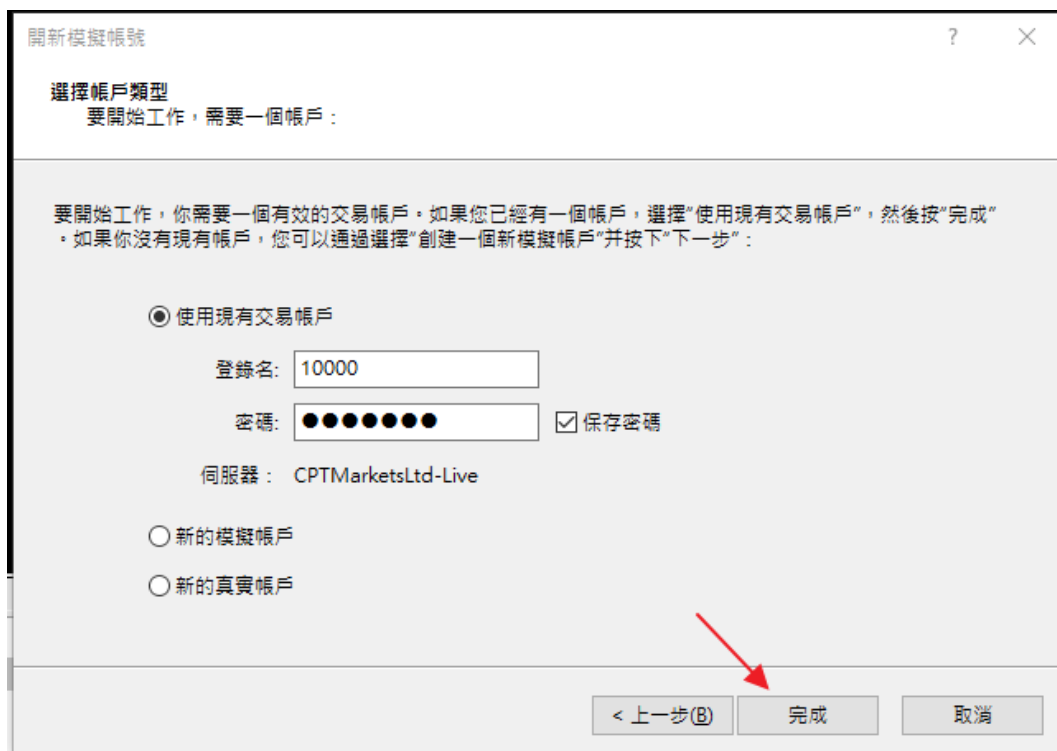 開新模擬帳號
?
選擇帳戶類型
要開始工作，需要一個帳戶：
要開始工作，你需要一個有效的交易帳戶。如果您已經有一個帳戶，選擇"使用現有交易帳戶"，然後按"完成"
。如果你沒有現有帳戶，您可以通過選擇"創建一個新模擬帳戶"并按下"下一步"：
使用現有交易帳戶
登錄名: 10000
密碼: ●●●●●●● 保存密碼
伺服器： CPTMarketsLtd-Live
新的模擬帳戶
新的真實帳戶
< 上一步(B) 完成 取消